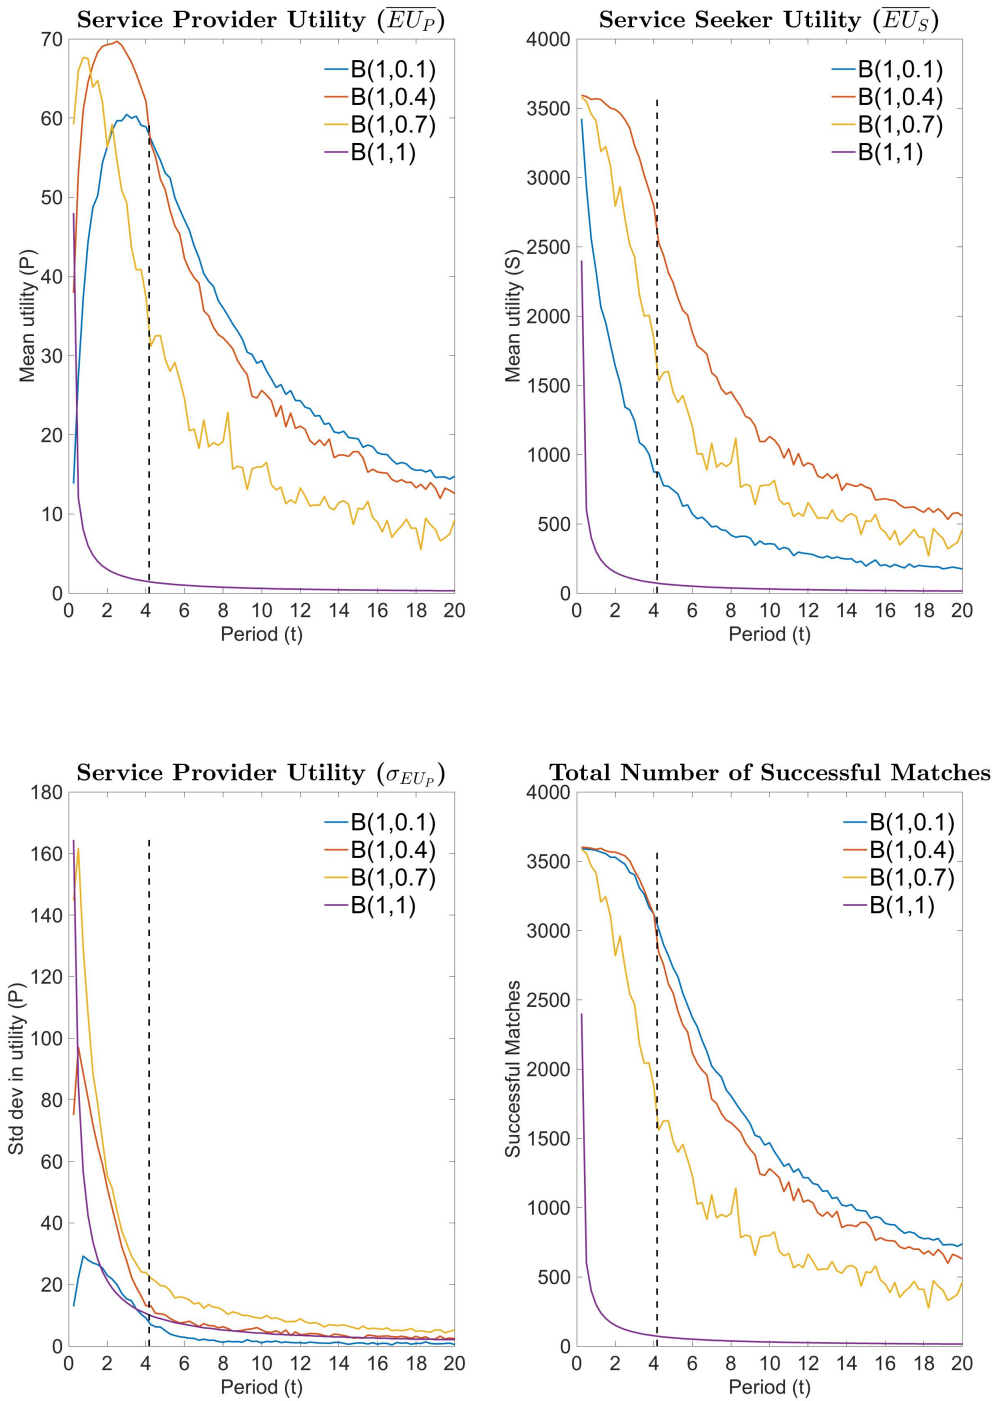 Service Provider Utility (EU_P)
70
60
50
40
30
20
10
0
Mean utility (P)
B(1,0.1)
B(1,0.4)
B(1,0.7)
B(1,1)
0 2 4 6 8 10 12 14 16 18 20
Period (t)
Service Seeker Utility (EU_S)
4000
3500
3000
2500
2000
1500
1000
500
0
Mean utility (S)
B(1,0.1)
B(1,0.4)
B(1,0.7)
B(1,1)
0 2 4 6 8 10 12 14 16 18 20
Period (t)
Service Provider Utility (σ_EU_P)
180
160
140
120
100
80
60
40
20
0
Std dev in utility (P)
B(1,0.1)
B(1,0.4)
B(1,0.7)
B(1,1)
0 2 4 6 8 10 12 14 16 18 20
Period (t)
Total Number of Successful Matches
4000
3500
3000
2500
2000
1500
1000
500
0
Successful Matches
B(1,0.1)
B(1,0.4)
B(1,0.7)
B(1,1)
0 2 4 6 8 10 12 14 16 18 20
Period (t)